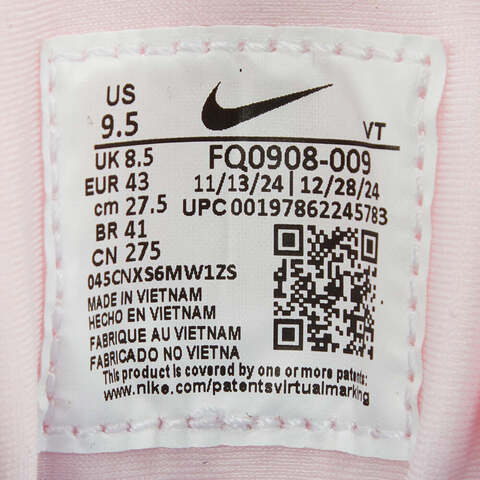 US
9.5
VT
UK 8.5
FQ0908-009
EUR 43
11/13/24 | 12/28/24
cm 27.5
UPC 00197862245783
BR 41
CN 275
045CNXS6MW1ZS
MADE IN VIETNAM
HECHO EN VIETNAM
FABRIQUE AU VIETNAM
FABRICADO NO VIETNA
This product is covered by one or more patents:
www.nike.com/patentsvirtualmarking